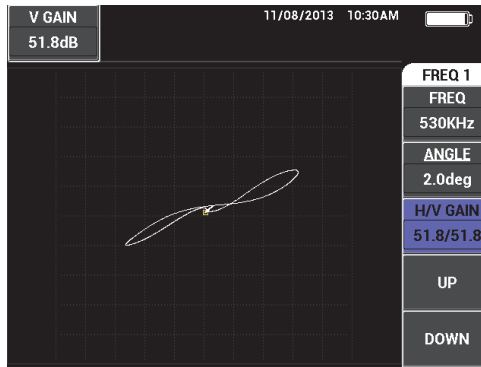 V GAIN
51.8dB
11/08/2013 10:30AM
FREQ 1
FREQ
530KHz
ANGLE
2.0deg
H/V GAIN
51.8/51.8
UP
DOWN